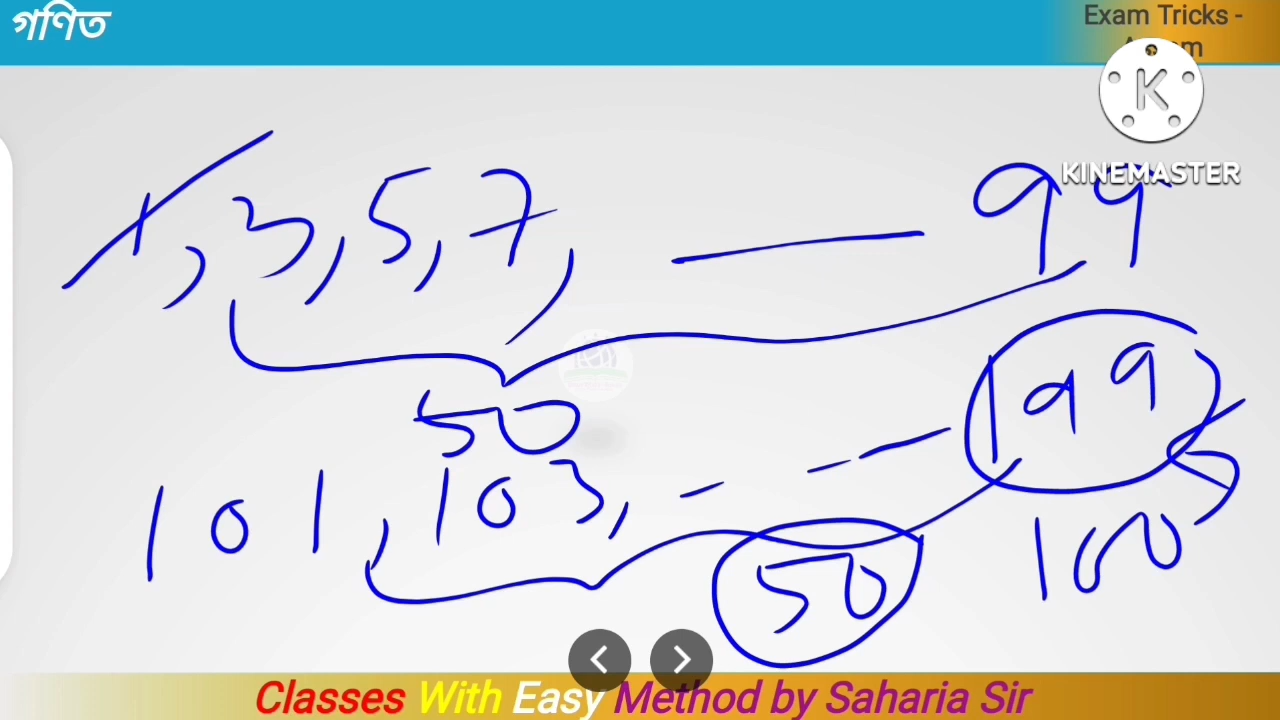 গণিত
Exam Tricks -
KINEMASTER
1, 3, 5, 7, — 99
50
101, 103, - - - 199
50
100
Classes With Easy Method by Saharia Sir